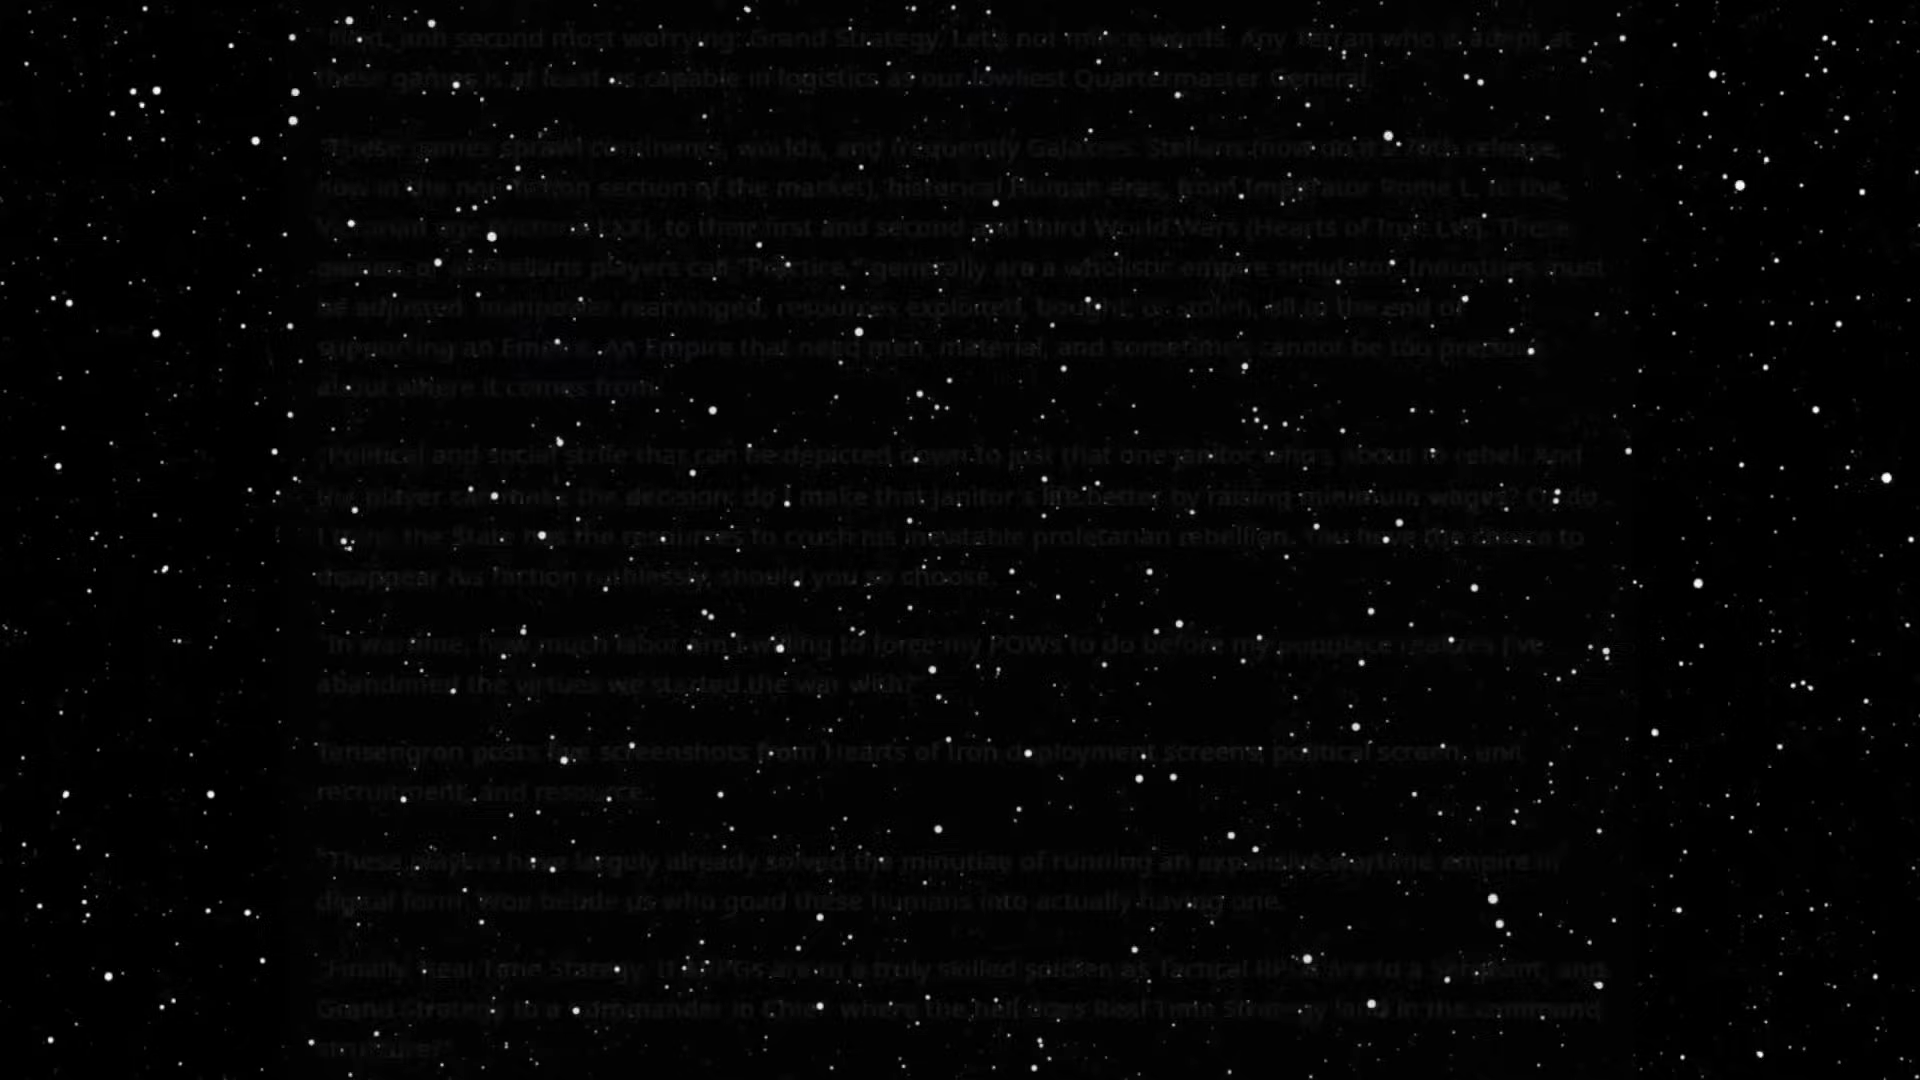 "Next, and second most worrying: Grand Strategy. Let's not mince words. Any Terran who is adept at
these games is at least as capable in logistics as our lowliest Quartermaster General.
"These games sprawl continents, worlds, and frequently Galaxies. Stellaris (now on it's release,
now in the non-fiction section of the market), historical Human eras, from Imperator Rome L, to the
Victorian age Victoria LXX), to their first and second and third World Wars (Hearts of Iron LVI). These
games, or as Stellaris players call "Practice," generally are a wholistic empire simulator. Industries must
be adjusted, manpower rearranged, resources exploited, bought, or stolen, all to the end of
supporting an Empire. An Empire that need men, material, and sometimes cannot be too precious
about where it comes from.
"Political and social strife that can be depicted down to just that one janitor who's about to rebel. And
the player can make the decision: do I make that janitor's life better by raising minimum wages? Or do
I think the State has the resources to crush his inevitable proletarian rebellion. You have the choice to
disappear his faction ruthlessly, should you so choose.
"In wartime, how much labor am I willing to force my POWs to do before my populace realizes I've
abandoned the virtues we started the war with?"
Tensengron posts few screenshots from Hearts of Iron deployment screens, political screen, unit
recruitment, and resource..
"These players have largely already solved the minutiae of running an expansive wartime empire in
digital form. Woe betide us who goad these humans into actually having one.
"Finally, Real Time Strategy. If are to a truly skilled soldier, as Tactical are to a Sergeant, and
Grand Strategy to a Commander in Chief, where the hell does Real Time Strategy land in the command
structure?"